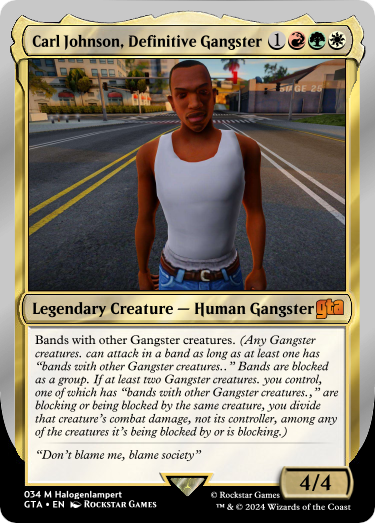 Carl Johnson, Definitive Gangster 1
Legendary Creature — Human Gangster gta
Bands with other Gangster creatures. (Any Gangster
creatures. can attack in a band as long as at least one has
“bands with other Gangster creatures..” Bands are blocked
as a group. If at least two Gangster creatures. you control,
one of which has “bands with other Gangster creatures.,” are
blocking or being blocked by the same creature, you divide
that creature's combat damage, not its controller, among any
of the creatures it's being blocked by or is blocking.)
“Don't blame me, blame society”
4/4
034 M Halogenlampert
GTA • EN Rockstar Games
© Rockstar Games
™ & © 2024 Wizards of the Coast